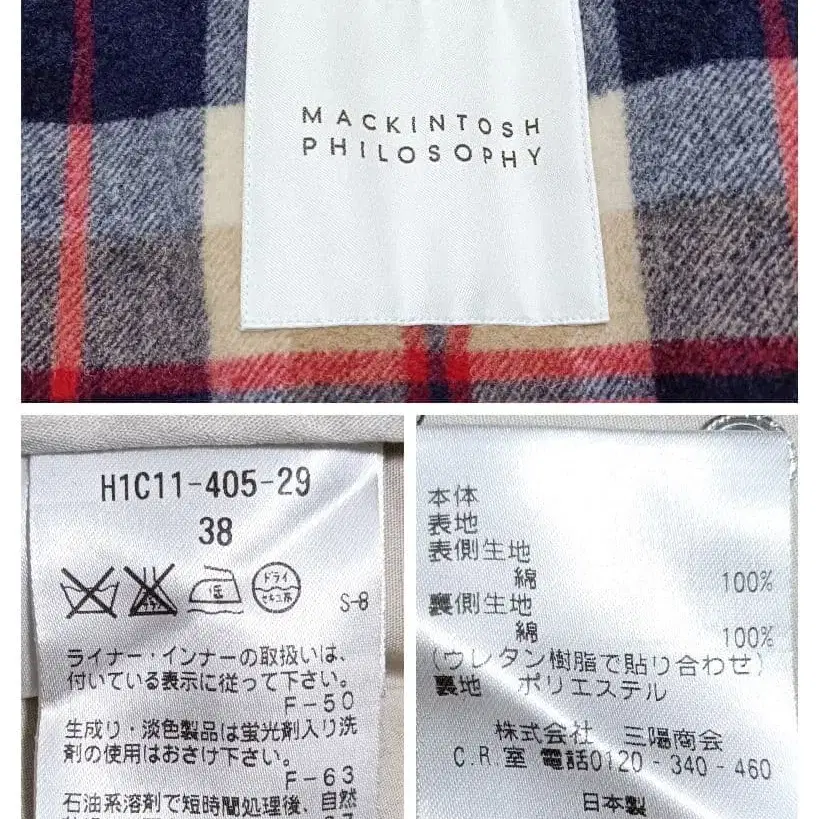 MACKINTOSH
PHILOSOPHY
H1C11-405-29
38
ドライ
S-8
ライナー・インナーの取扱いは、
付いている表示に従って下さい。
F-50
生成り・淡色製品は蛍光剤入り洗
剤の使用はおさけ下さい。
F-63
石油系溶剤で短時間処理後、自然
本体
表地
表側生地
綿 100%
裏側生地
綿 100%
(ウレタン樹脂で貼り合わせ)
裏地 ポリエステル
株式会社 三陽商会
C.R.室 電話0120-340-460
日本製